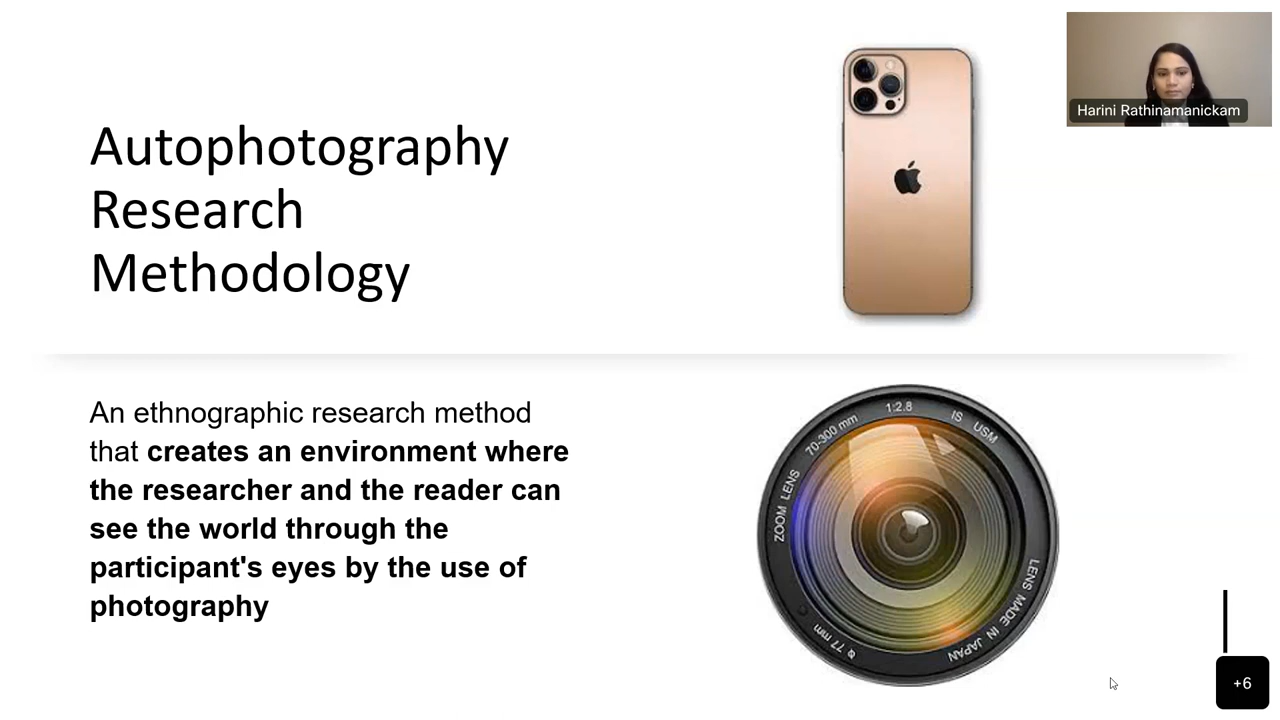 Autophotography
Research
Methodology
Harini Rathinamanickam
An ethnographic research method
that creates an environment where
the researcher and the reader can
see the world through the
participant's eyes by the use of
photography
ZOOM LENS 70-300 mm 1:2.8 IS USM
LENS MADE IN JAPAN
ϕ 77 mm
+6